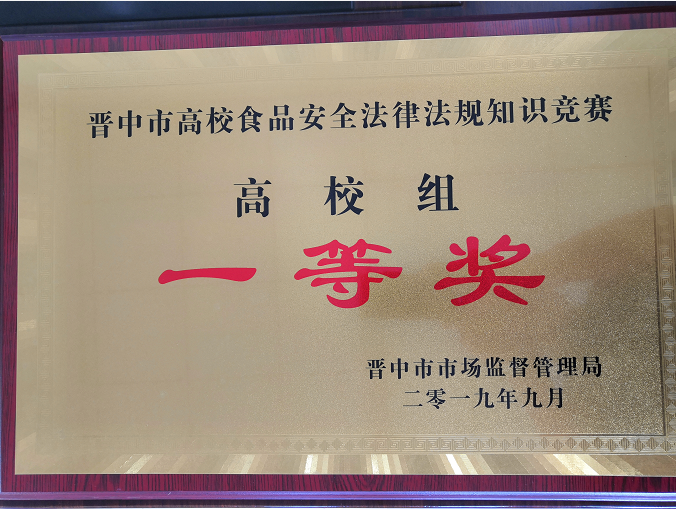 晋中市高校食品安全法律法规知识竞赛
高校组
一等奖
晋中市市场监督管理局
二零一九年九月